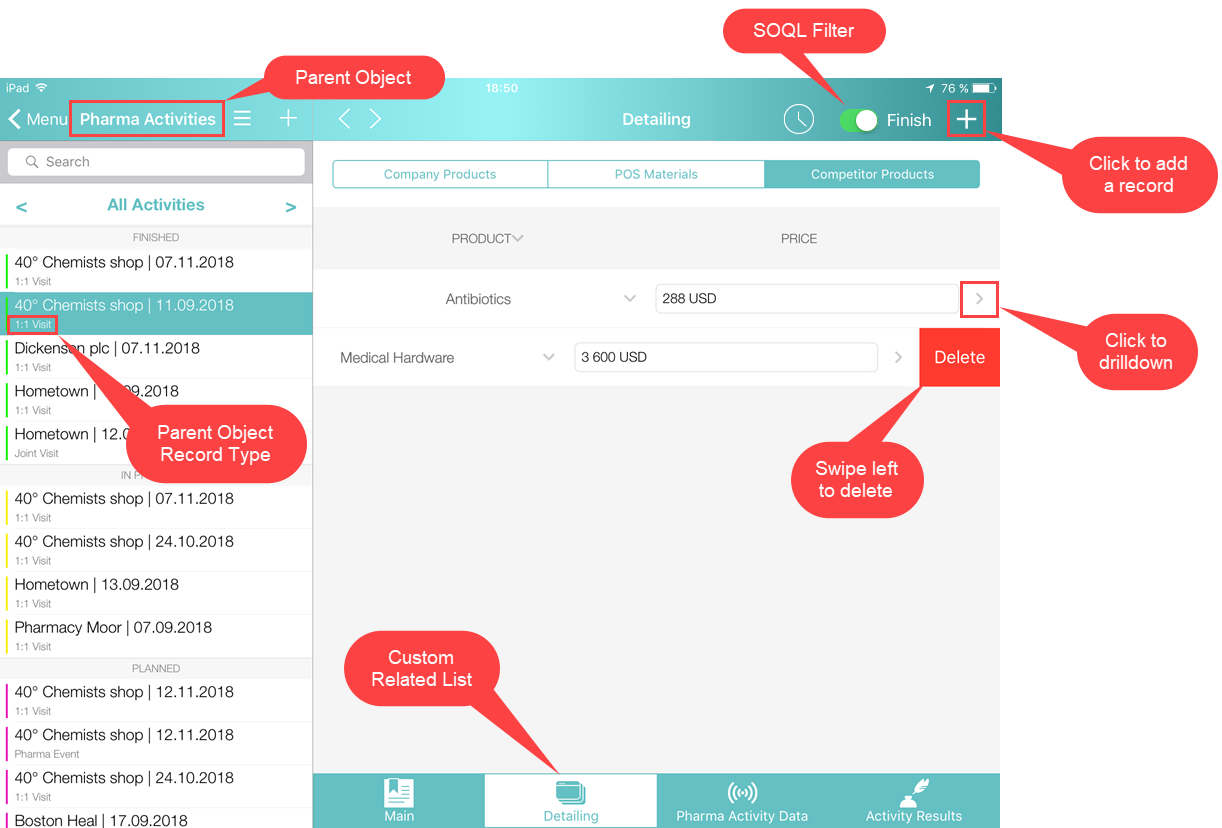 SOQL Filter
Parent Object
iPad
18:50
76 %
Menu
Pharma Activities
Detailing
Finish
Click to add
a record
Search
Company Products
POS Materials
Competitor Products
< All Activities >
FINISHED
PRODUCT
PRICE
40° Chemists shop | 07.11.2018
1:1 Visit
40° Chemists shop | 11.09.2018
1:1 Visit
Antibiotics
288 USD
Click to
drilldown
Dickenson plc | 07.11.2018
1:1 Visit
Medical Hardware
3 600 USD
Delete
Hometown | 09.2018
1:1 Visit
Hometown | 12.0
Joint Visit
Parent Object
Record Type
Swipe left
to delete
IN P
40° Chemists shop | 07.11.2018
1:1 Visit
40° Chemists shop | 24.10.2018
1:1 Visit
Hometown | 13.09.2018
1:1 Visit
Pharmacy Moor | 07.09.2018
1:1 Visit
Custom
Related List
PLANNED
40° Chemists shop | 12.11.2018
1:1 Visit
40° Chemists shop | 12.11.2018
Pharma Event
40° Chemists shop | 24.10.2018
1:1 Visit
Boston Heal | 17.09.2018
Main
Detailing
Pharma Activity Data
Activity Results